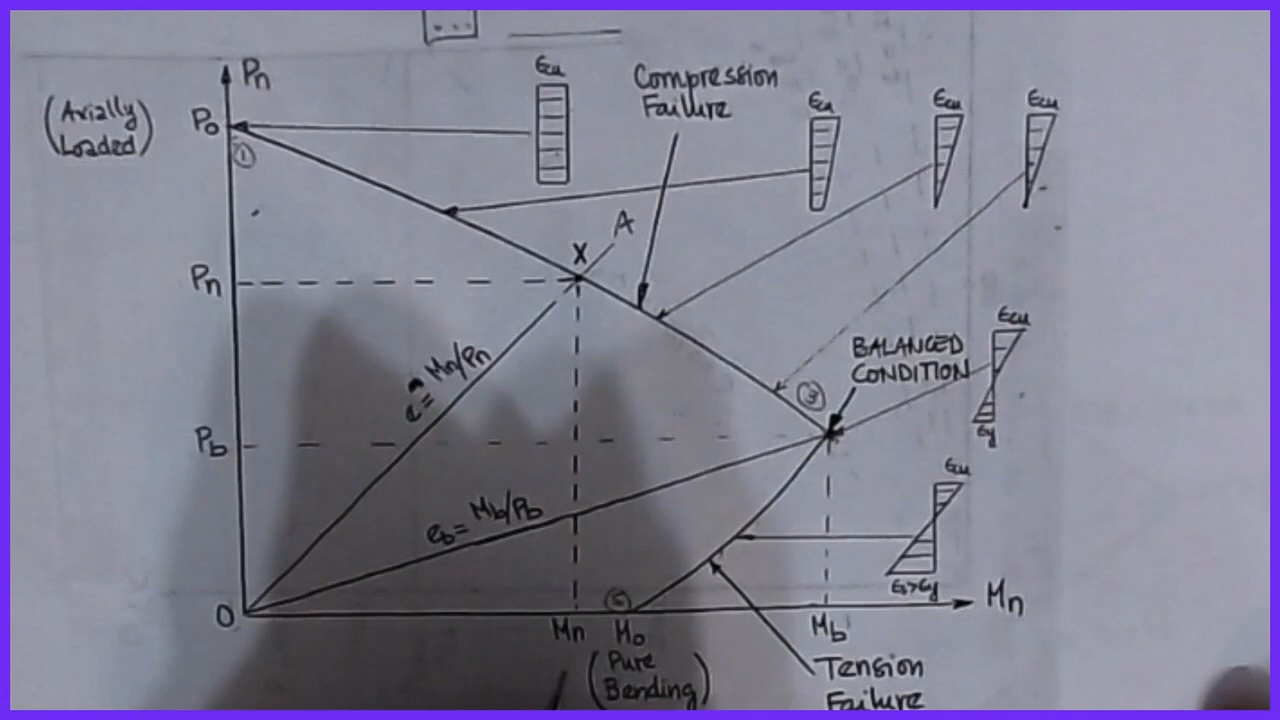 Pn
(Axially
Loaded)
Po
①
εcu
Compression
Failure
εcu
εcu
εcu
A
X
Pn
e = Mn/Pn
BALANCED
CONDITION
③
εcu
εy
Pb
eb = Mb/Pb
εcu
εs>εy
O
⑤
Mn
Mo
Mb
Mn
(Pure
Bending)
Tension
Failure